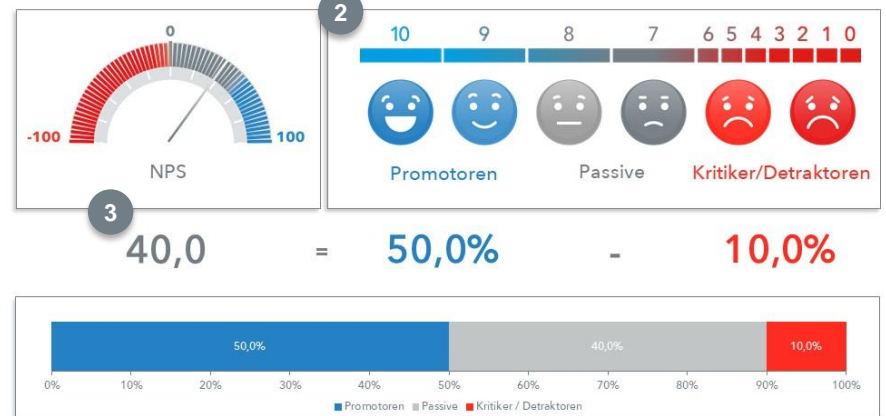 2
0
-100
100
NPS
10 9 8 7 6 5 4 3 2 1 0
Promotoren Passive Kritiker/Detraktoren
3
40,0 = 50,0% - 10,0%
50,0% 40,0% 10,0%
0% 10% 20% 30% 40% 50% 60% 70% 80% 90% 100%
Promotoren Passive Kritiker / Detraktoren